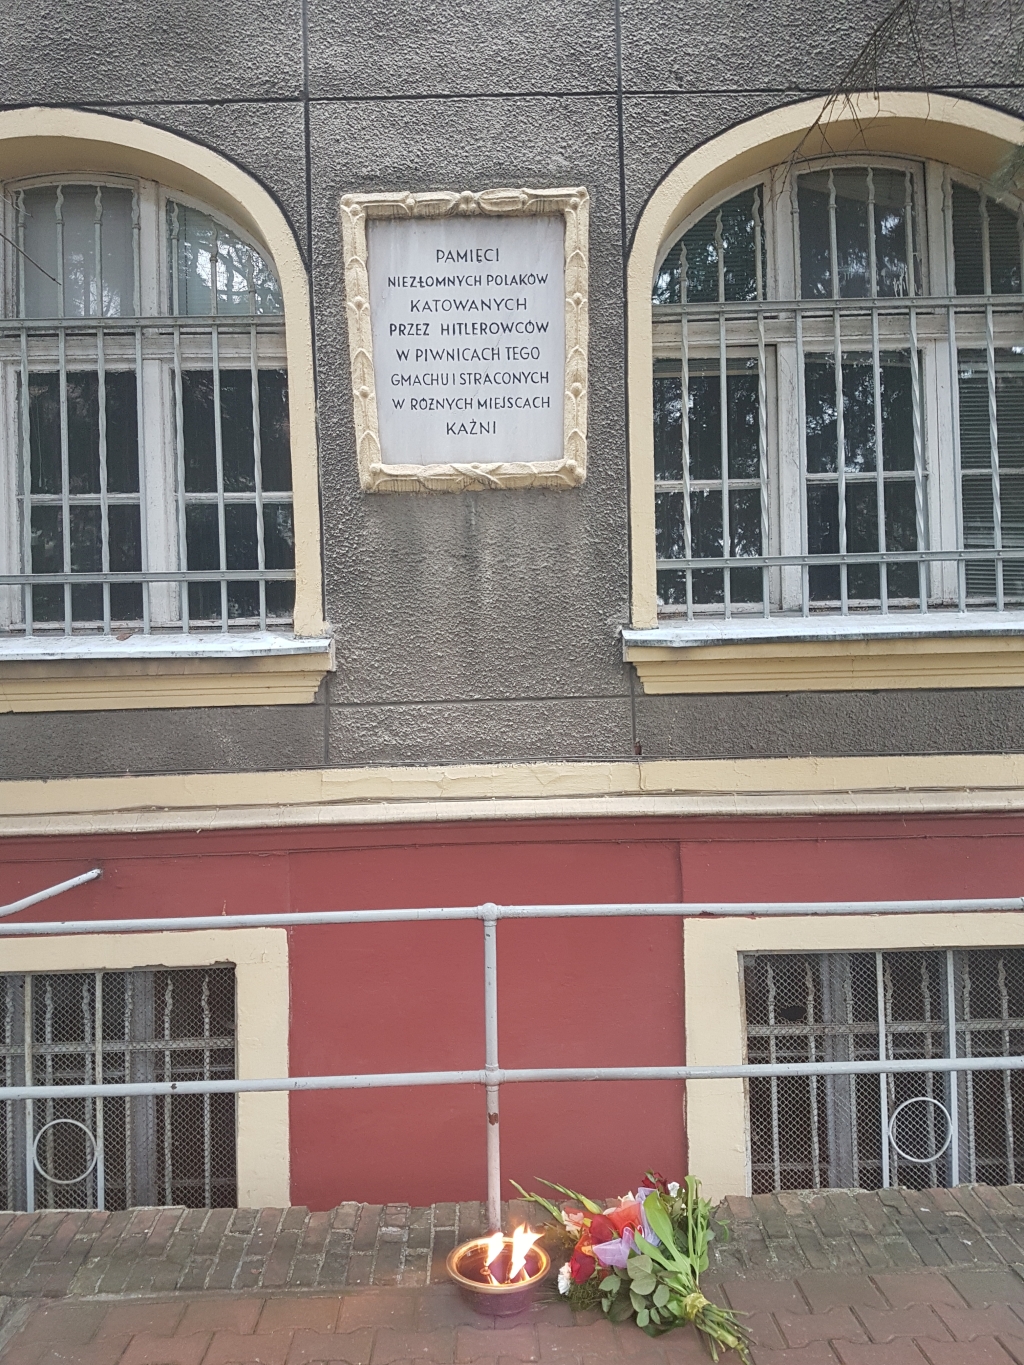 PAMIĘCI
NIEZŁOMNYCH POLAKÓW
KATOWANYCH
PRZEZ HITLEROWCÓW
W PIWNICACH TEGO
GMACHU I STRACONYCH
W RÓŻNYCH MIEJSCACH
KAŹNI